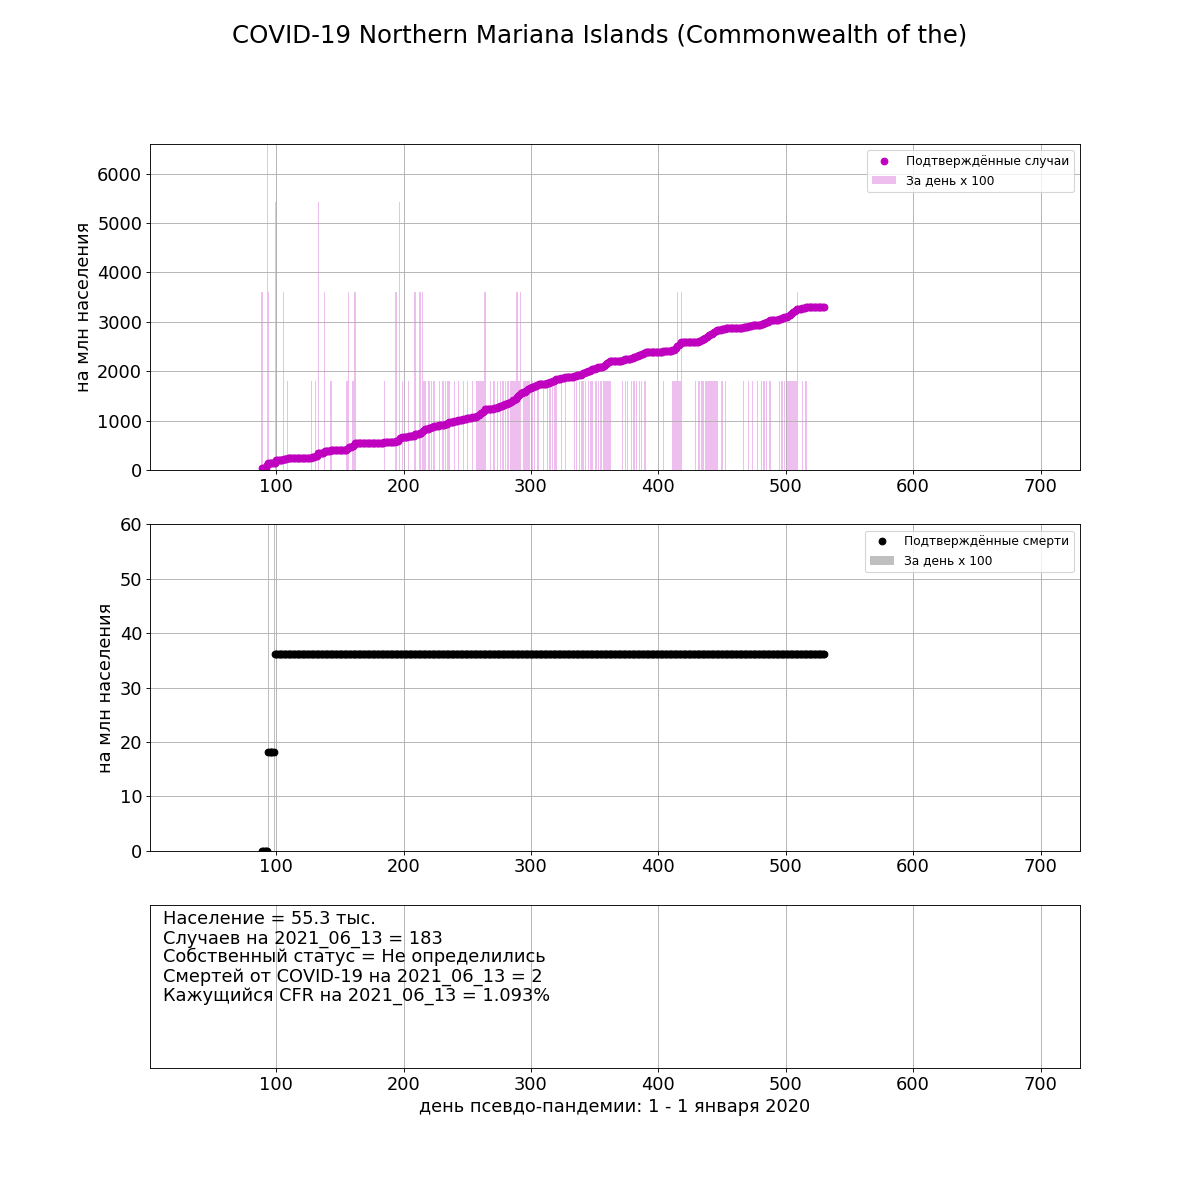 COVID-19 Northern Mariana Islands (Commonwealth of the)
на млн населения
6000
5000
4000
3000
2000
1000
0
Подтверждённые случаи
За день x 100
100 200 300 400 500 600 700
на млн населения
60
50
40
30
20
10
0
Подтверждённые смерти
За день x 100
100 200 300 400 500 600 700
Население = 55.3 тыс.
Случаев на 2021_06_13 = 183
Собственный статус = Не определились
Смертей от COVID-19 на 2021_06_13 = 2
Кажущийся CFR на 2021_06_13 = 1.093%
100 200 300 400 500 600 700
день псевдо-пандемии: 1 - 1 января 2020